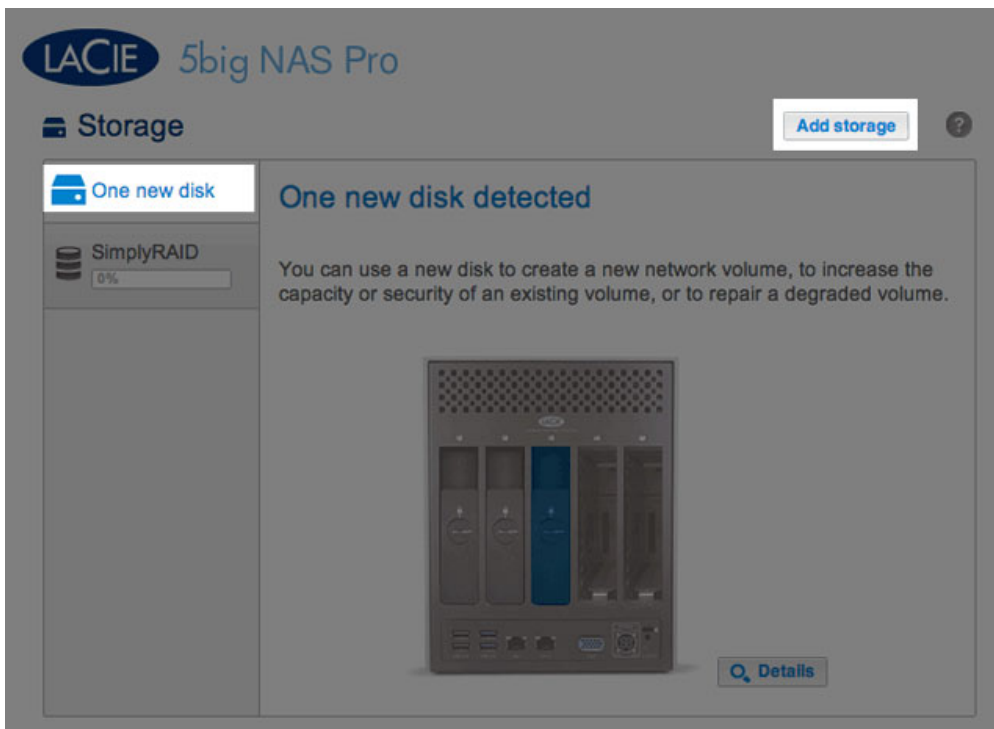 LACIE 5big NAS Pro
Storage
Add storage
?
One new disk
SimplyRAID
0%
One new disk detected
You can use a new disk to create a new network volume, to increase the
capacity or security of an existing volume, or to repair a degraded volume.
LACIE
Details